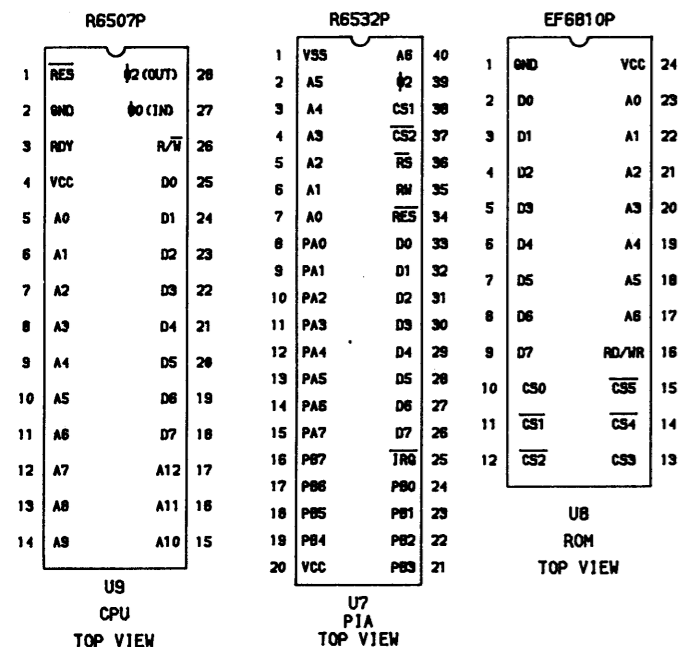 R6507P
1 RES ϕ2(OUT) 28
2 GND ϕ0(IN) 27
3 RDY R/W 26
4 VCC D0 25
5 A0 D1 24
6 A1 D2 23
7 A2 D3 22
8 A3 D4 21
9 A4 D5 20
10 A5 D6 19
11 A6 D7 18
12 A7 A12 17
13 A8 A11 16
14 A9 A10 15
U9
CPU
TOP VIEW
R6532P
1 VSS A6 40
2 A5 ϕ2 39
3 A4 CS1 38
4 A3 CS2 37
5 A2 RS 36
6 A1 RW 35
7 A0 RES 34
8 PA0 D0 33
9 PA1 D1 32
10 PA2 D2 31
11 PA3 D3 30
12 PA4 D4 29
13 PA5 D5 28
14 PA6 D6 27
15 PA7 D7 26
16 PB7 IRQ 25
17 PB6 PB0 24
18 PB5 PB1 23
19 PB4 PB2 22
20 VCC PB3 21
U7
PIA
TOP VIEW
EF6810P
1 GND VCC 24
2 D0 A0 23
3 D1 A1 22
4 D2 A2 21
5 D3 A3 20
6 D4 A4 19
7 D5 A5 18
8 D6 A6 17
9 D7 RD/WR 16
10 CS0 CS5 15
11 CS1 CS4 14
12 CS2 CS3 13
U8
ROM
TOP VIEW